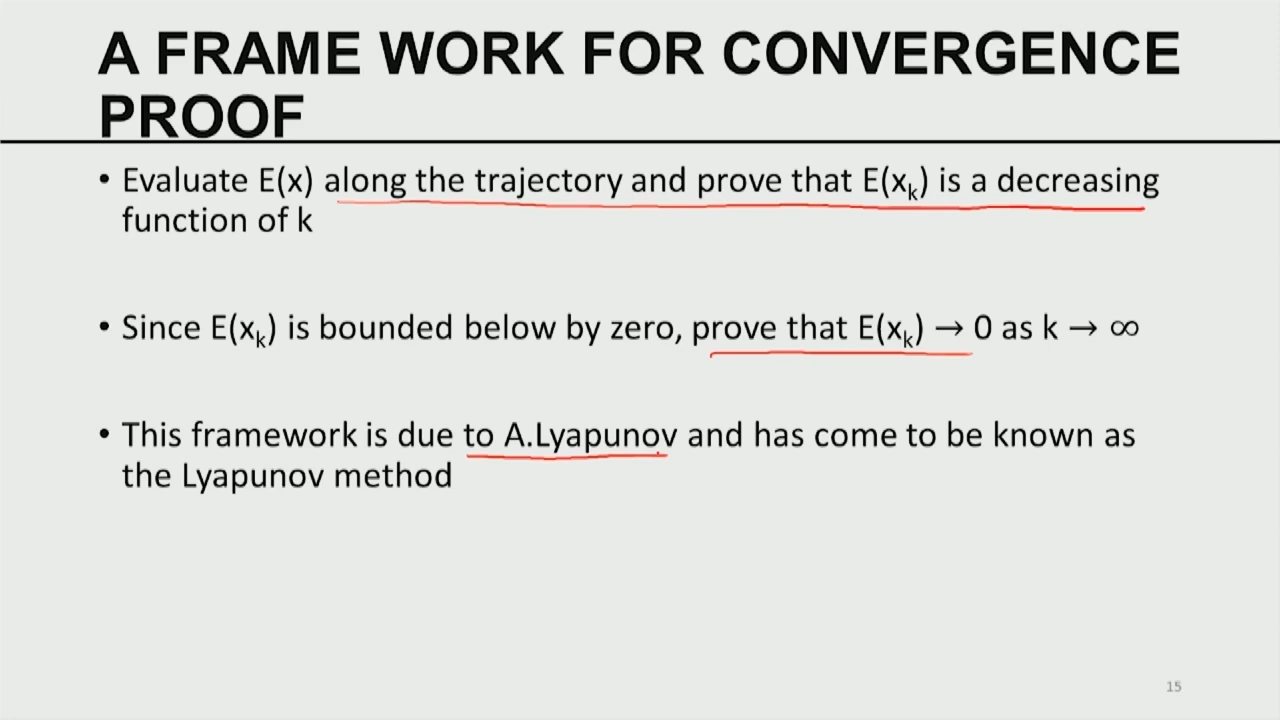 A FRAME WORK FOR CONVERGENCE
PROOF
• Evaluate E(x) along the trajectory and prove that E(xₖ) is a decreasing
function of k
• Since E(xₖ) is bounded below by zero, prove that E(xₖ) → 0 as k → ∞
• This framework is due to A.Lyapunov and has come to be known as
the Lyapunov method
15